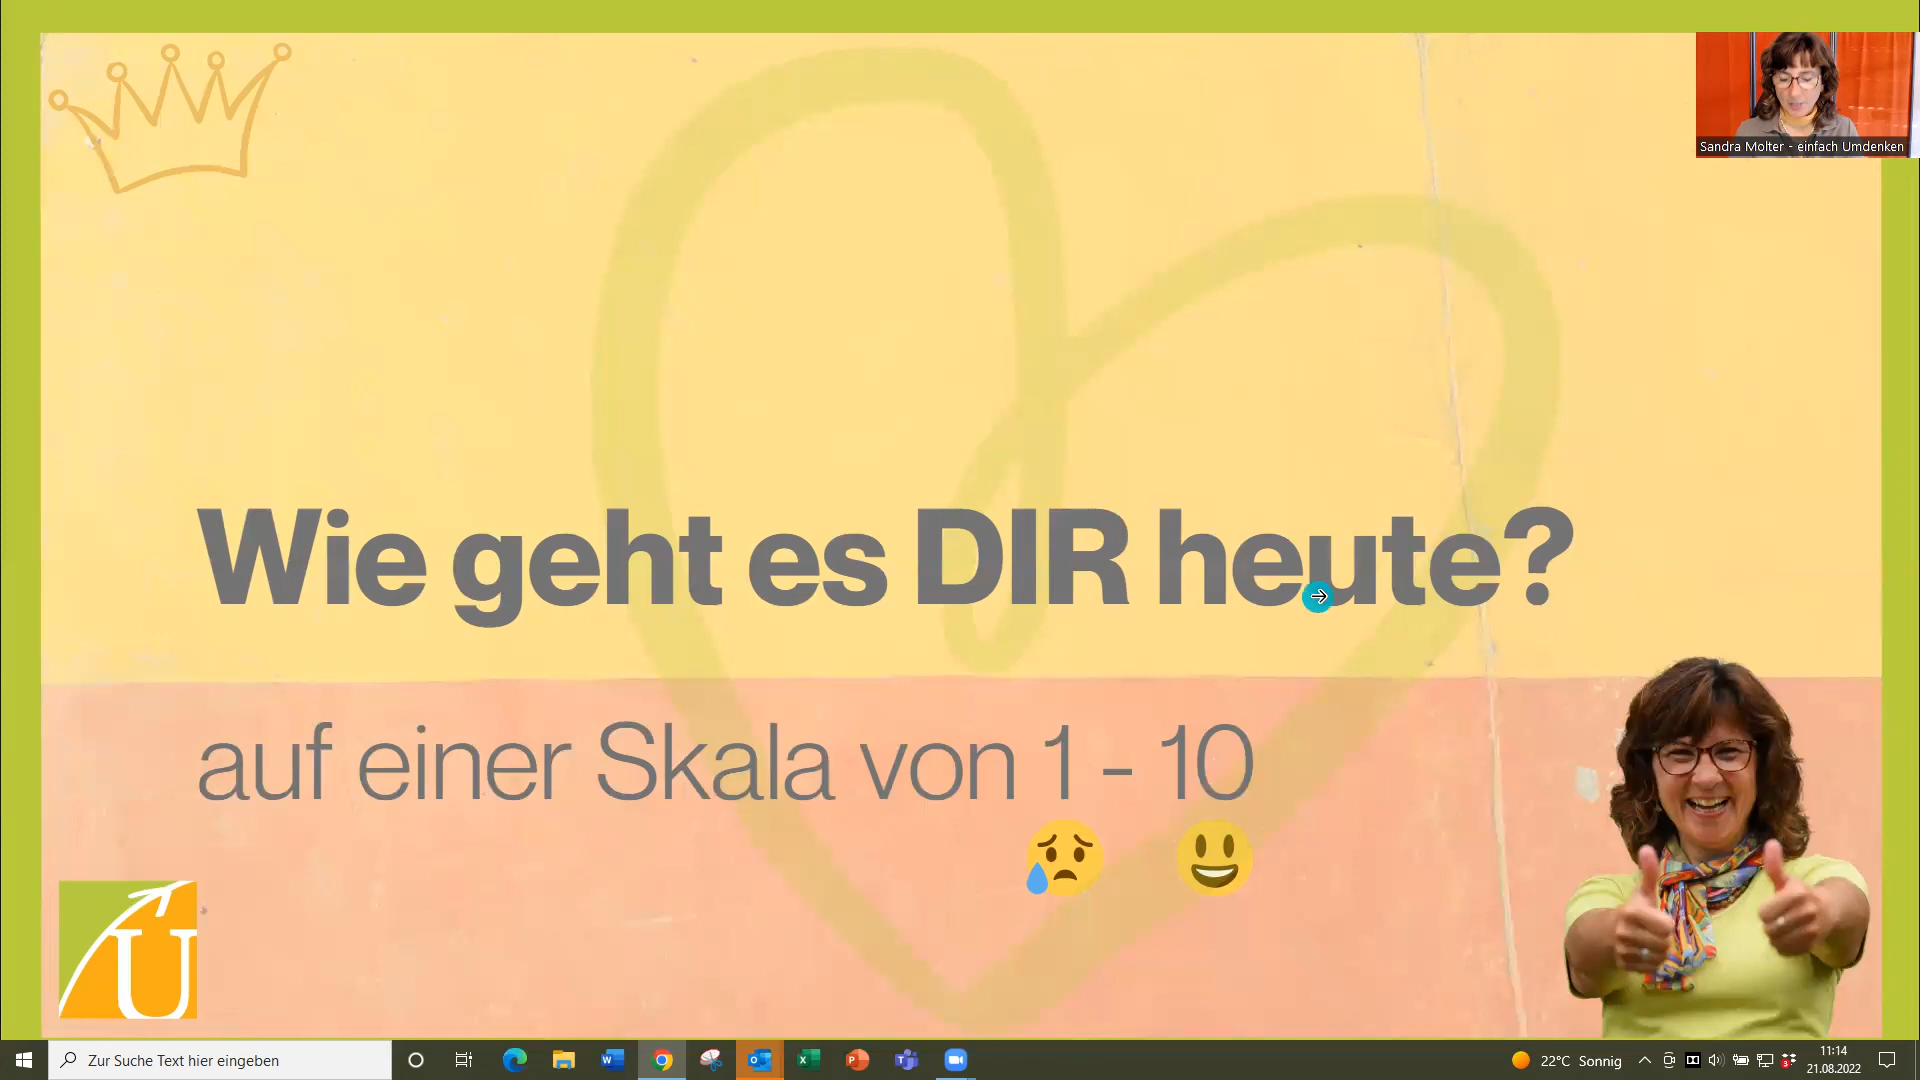 Sandra Molter - einfach Umdenken
Wie geht es DIR heute?
auf einer Skala von 1 - 10
U
Zur Suche Text hier eingeben
22°C Sonnig
11:14
21.08.2022